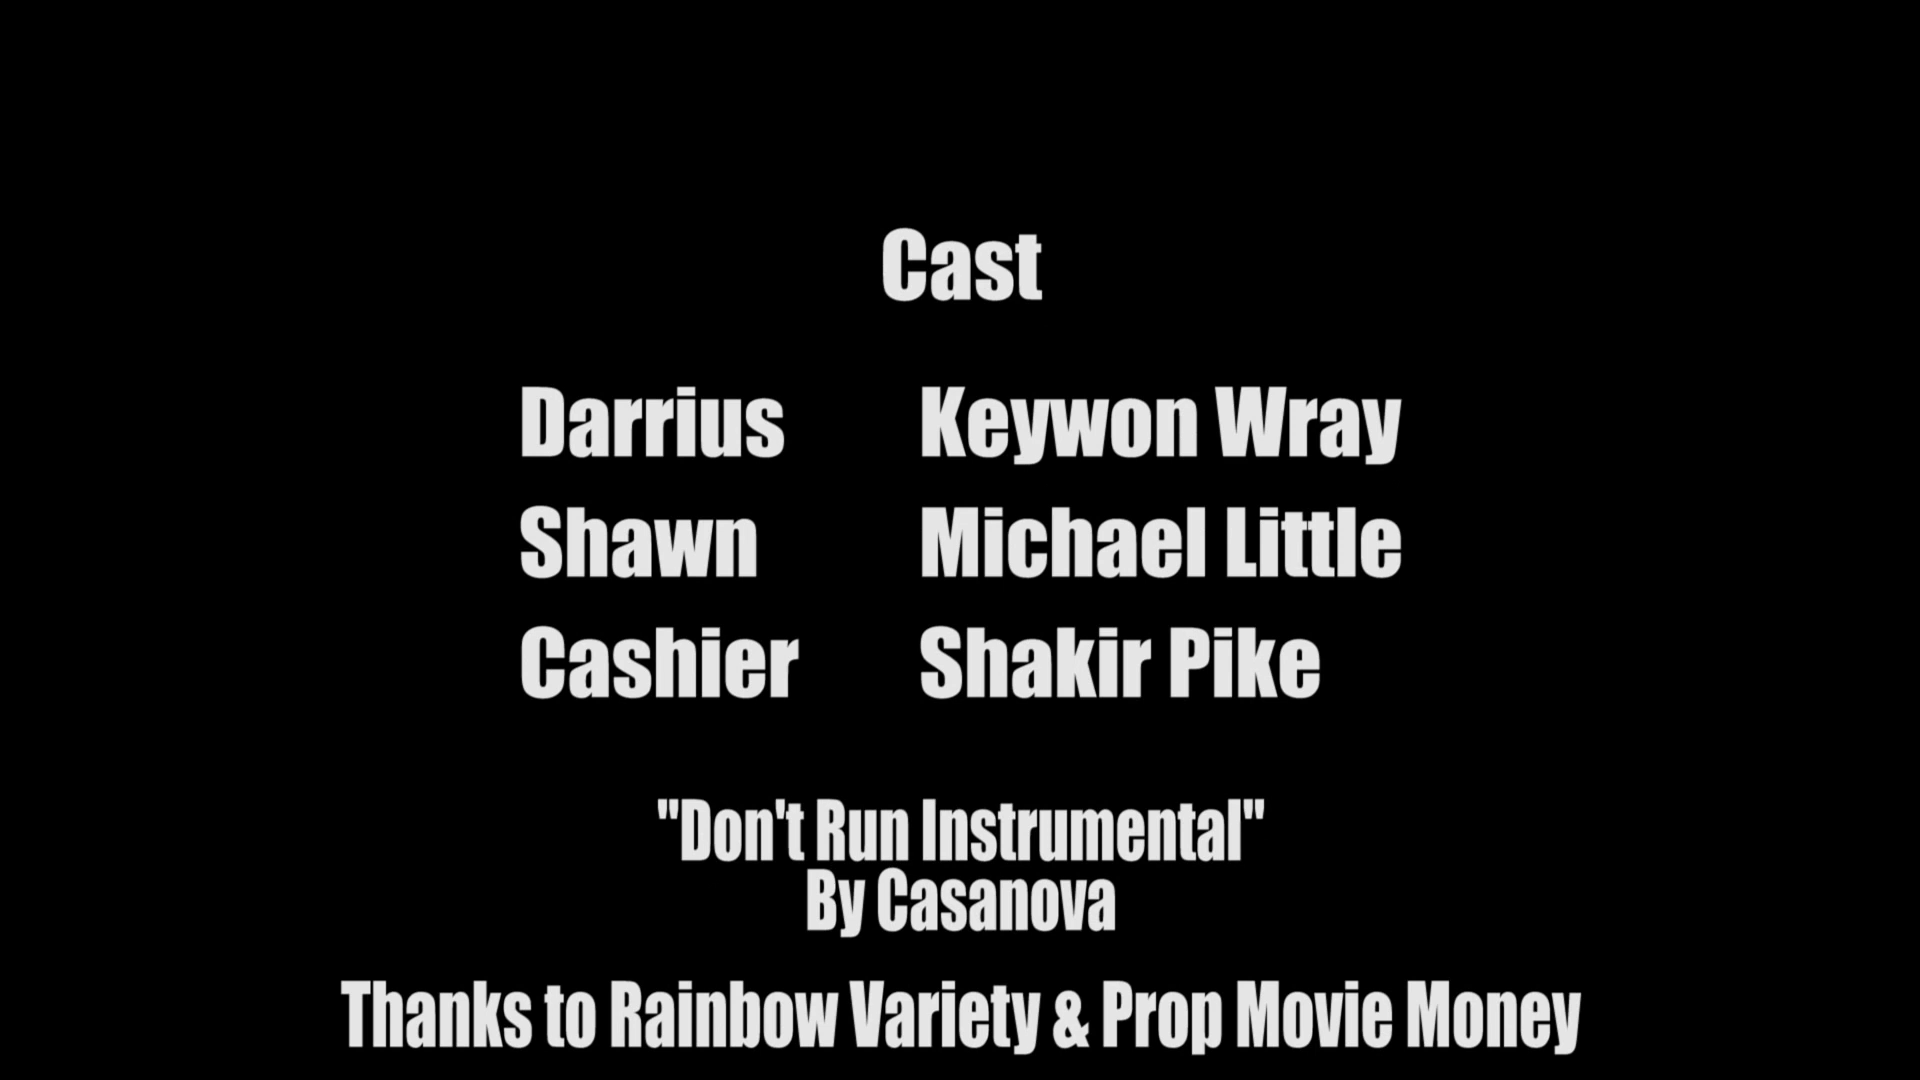 Cast
Darrius Keywon Wray
Shawn Michael Little
Cashier Shakir Pike
"Don't Run Instrumental"
By Casanova
Thanks to Rainbow Variety & Prop Movie Money